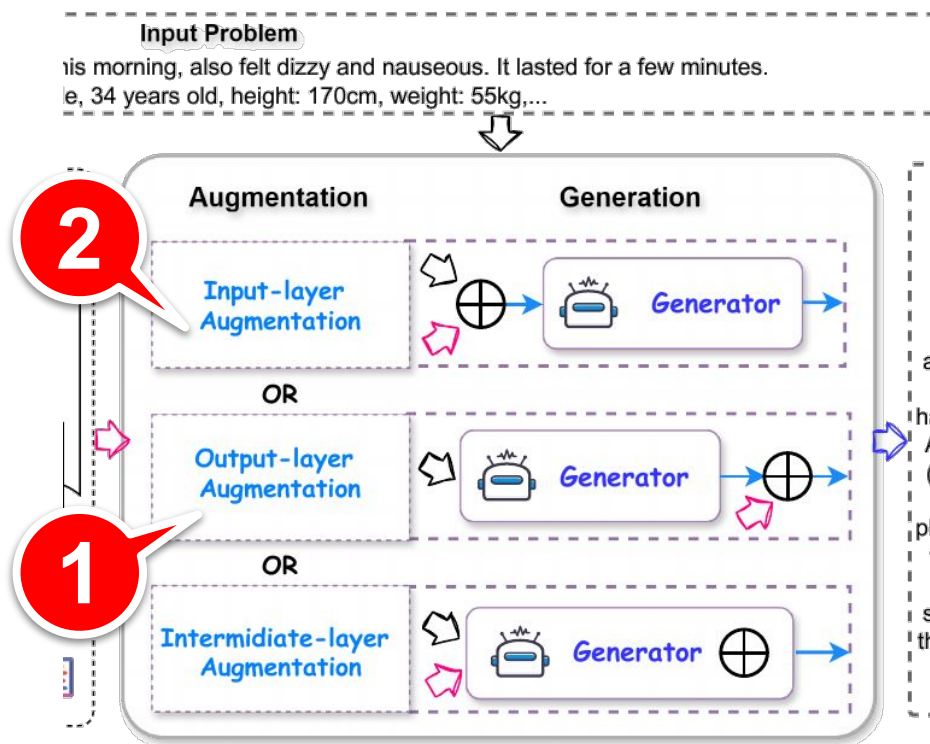 Input Problem
his morning, also felt dizzy and nauseous. It lasted for a few minutes.
le, 34 years old, height: 170cm, weight: 55kg,...
Augmentation
Generation
2
Input-layer
Augmentation
Generator
OR
Output-layer
Augmentation
Generator
1
OR
Intermidiate-layer
Augmentation
Generator